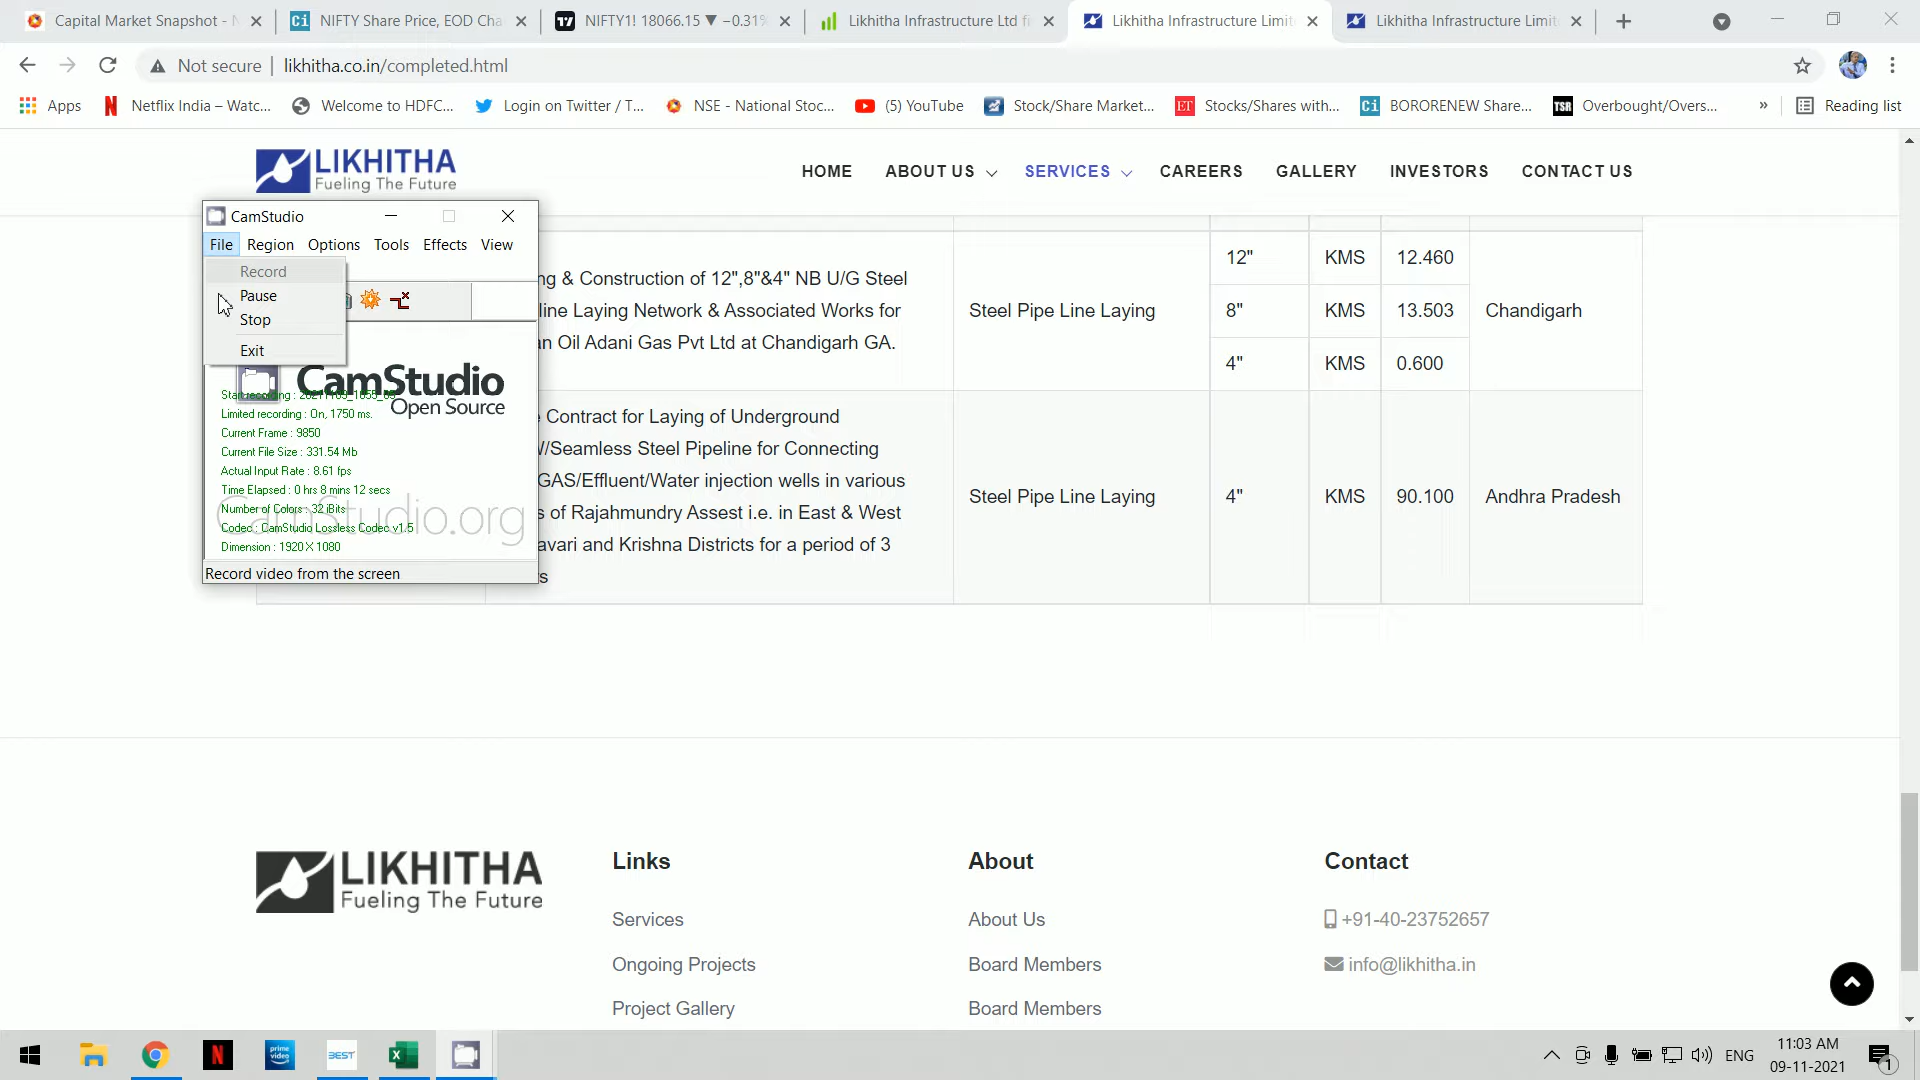 Capital Market Snapshot - N
NIFTY Share Price, EOD Cha
NIFTY1! 18066.15 ▼ −0.31%
Likhitha Infrastructure Ltd fi
Likhitha Infrastructure Limit
Likhitha Infrastructure Limit
Not secure | likhitha.co.in/completed.html
Apps
Netflix India – Watc...
Welcome to HDFC...
Login on Twitter / T...
NSE - National Stoc...
(5) YouTube
Stock/Share Market...
ET Stocks/Shares with...
Ci BORORENEW Share...
TSR Overbought/Overs...
» Reading list
LIKHITHA
Fueling The Future
HOME ABOUT US SERVICES CAREERS GALLERY INVESTORS CONTACT US
CamStudio
File Region Options Tools Effects View
Record
Pause
Stop
Exit
CamStudio
Open Source
Limited recording : On, 1750 ms.
Current Frame : 9850
Current File Size : 331.54 Mb
Actual Input Rate : 8.61 fps
Time Elapsed : 0 hrs 8 mins 12 secs
Number of Colors : 32 iBits
Codec : CamStudio Lossless Codec v1.5
Dimension : 1920 X 1080
CamStudio.org
Record video from the screen
ng & Construction of 12",8"&4" NB U/G Steel
line Laying Network & Associated Works for
an Oil Adani Gas Pvt Ltd at Chandigarh GA.
Steel Pipe Line Laying
12" KMS 12.460
8" KMS 13.503
4" KMS 0.600
Chandigarh
e Contract for Laying of Underground
W/Seamless Steel Pipeline for Connecting
GAS/Effluent/Water injection wells in various
s of Rajahmundry Assest i.e. in East & West
avari and Krishna Districts for a period of 3
s
Steel Pipe Line Laying
4" KMS 90.100
Andhra Pradesh
LIKHITHA
Fueling The Future
Links
Services
Ongoing Projects
Project Gallery
About
About Us
Board Members
Board Members
Contact
+91-40-23752657
info@likhitha.in
prime video
BEST
ENG
11:03 AM
09-11-2021
1